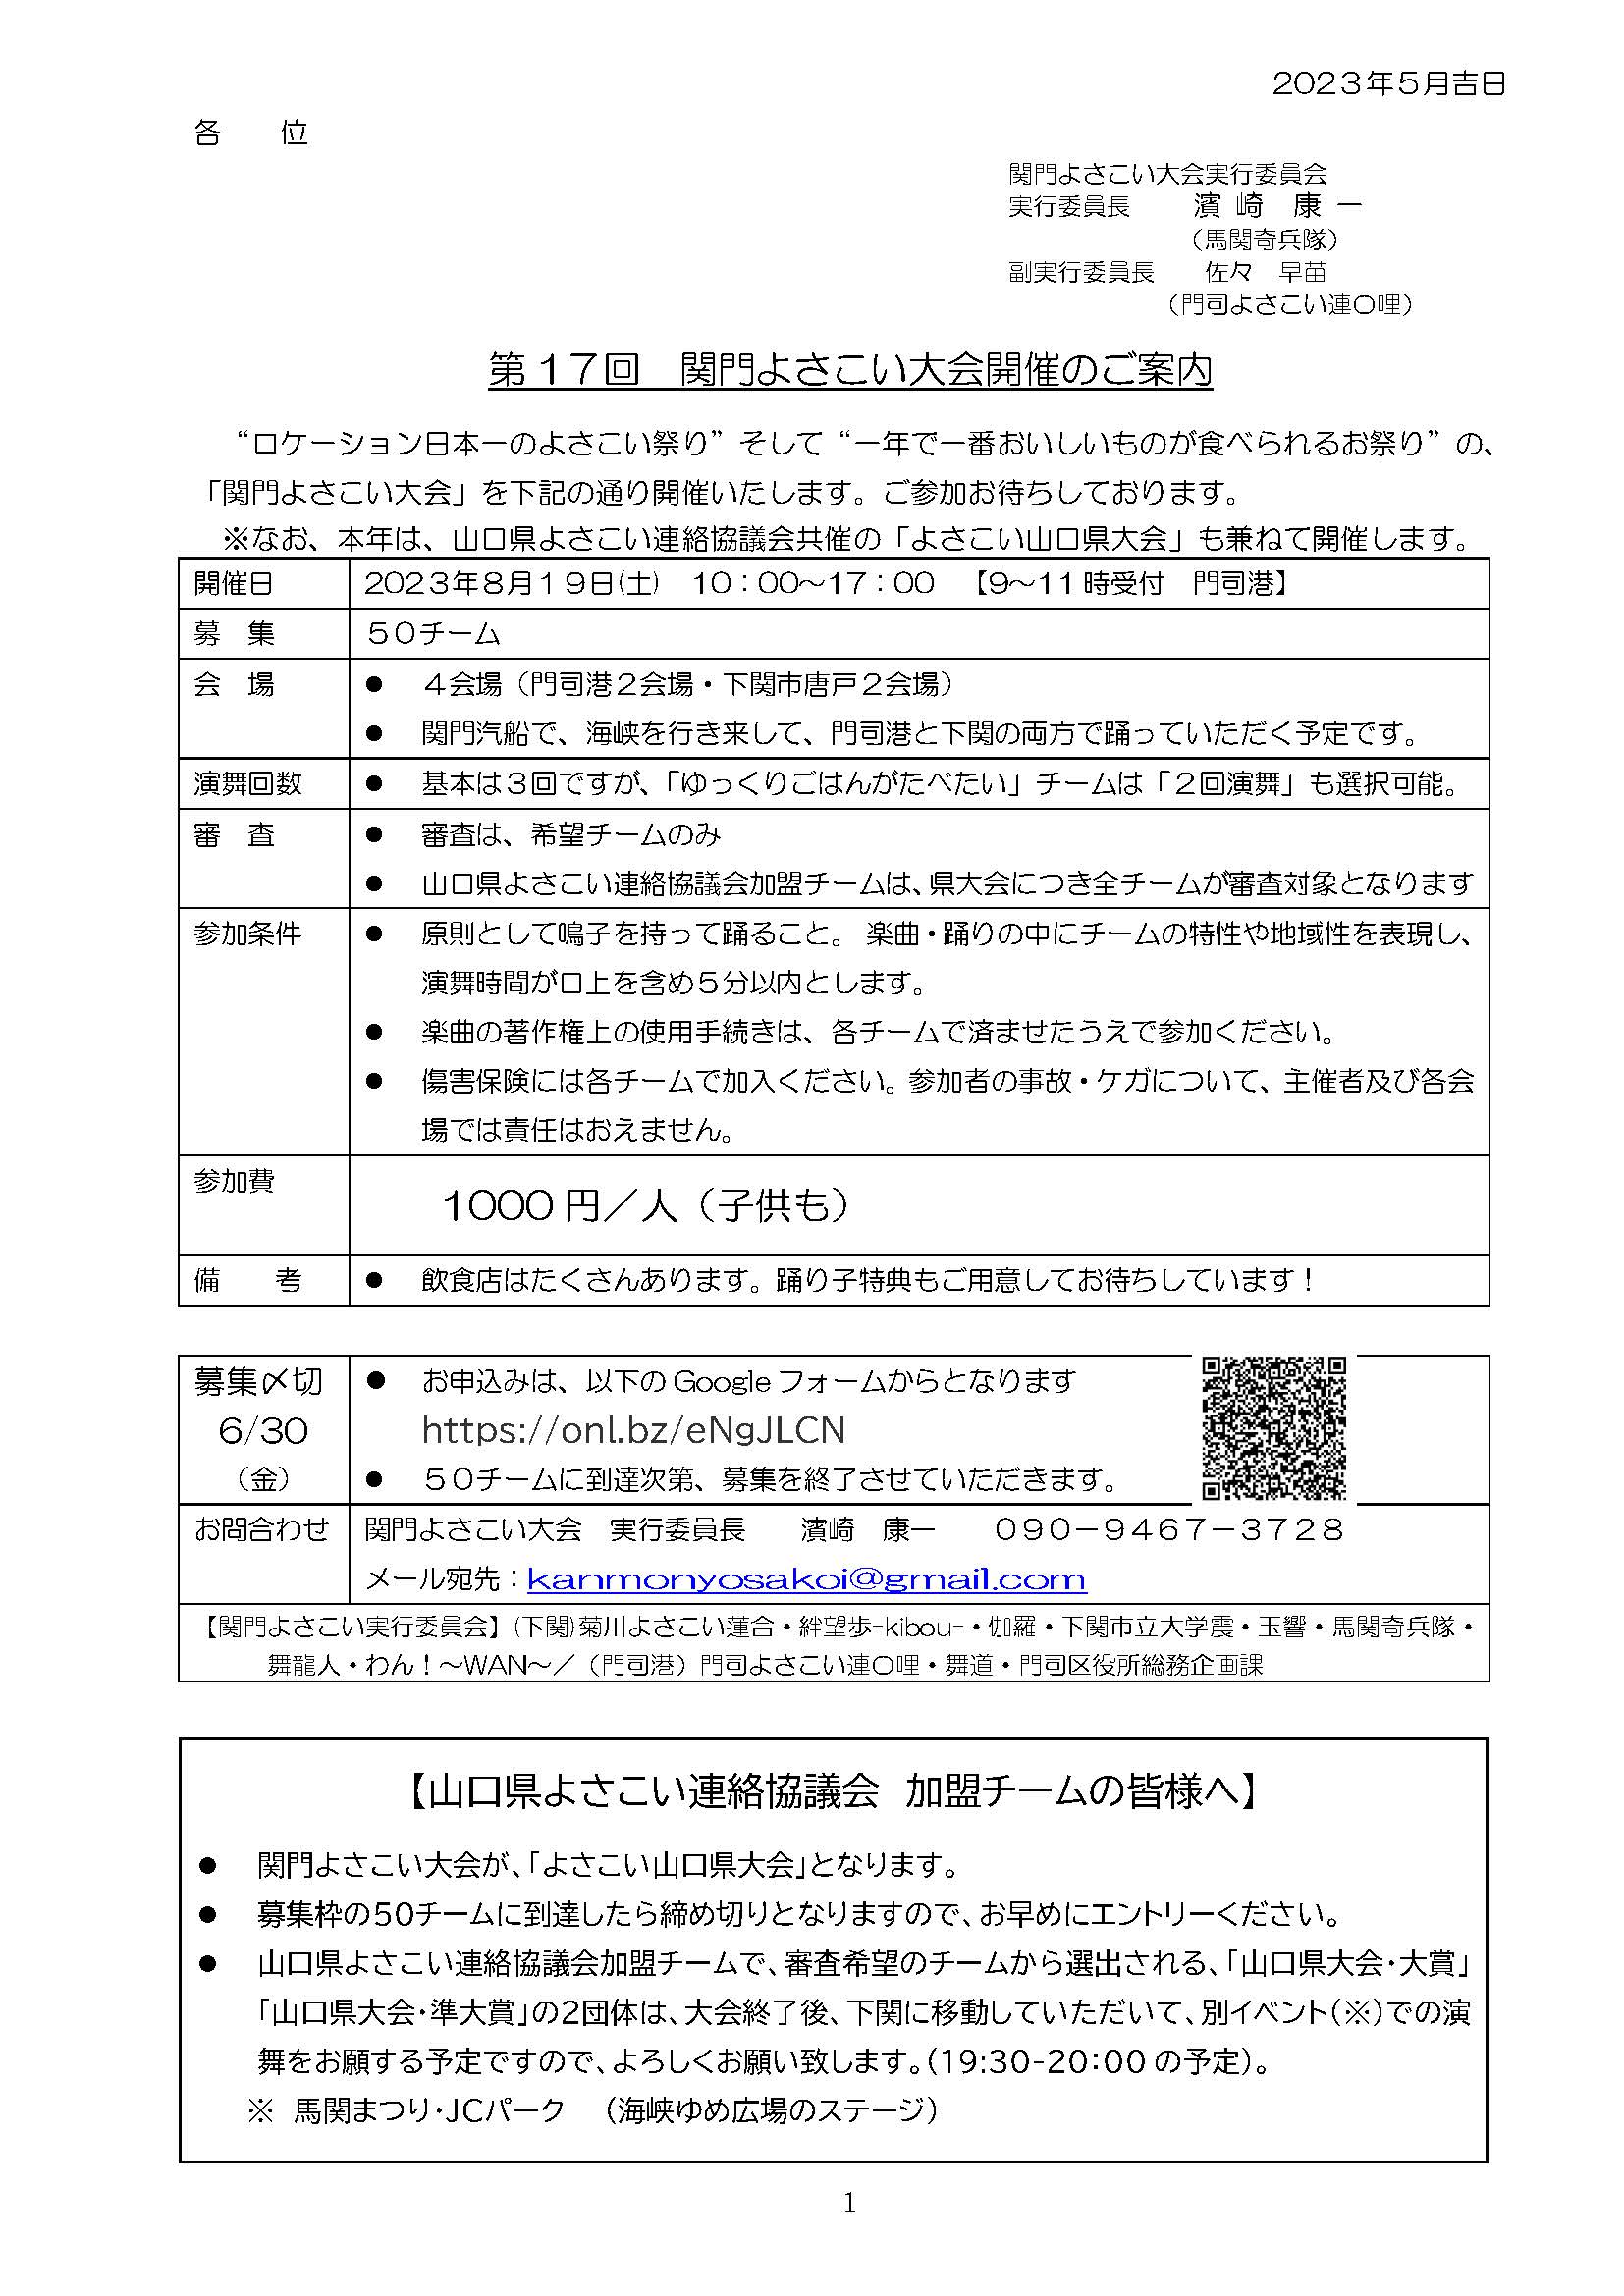 ２０２３年５月吉日
各　　位
関門よさこい大会実行委員会
実行委員長　　濱 崎　康 一
（馬関奇兵隊）
副実行委員長　　佐々　早苗
（門司よさこい連〇哩）
第１７回　関門よさこい大会開催のご案内
“ロケーション日本一のよさこい祭り”そして“一年で一番おいしいものが食べられるお祭り”の、
「関門よさこい大会」を下記の通り開催いたします。ご参加お待ちしております。
※なお、本年は、山口県よさこい連絡協議会共催の「よさこい山口県大会」も兼ねて開催します。
開催日　２０２３年８月１９日(土)　１０：００～１７：００　【９～１１時受付　門司港】
募　集　５０チーム
会　場　● ４会場（門司港２会場・下関市唐戸２会場）
● 関門汽船で、海峡を行き来して、門司港と下関の両方で踊っていただく予定です。
演舞回数　● 基本は３回ですが、「ゆっくりごはんがたべたい」チームは「２回演舞」も選択可能。
審　査　● 審査は、希望チームのみ
● 山口県よさこい連絡協議会加盟チームは、県大会につき全チームが審査対象となります
参加条件　● 原則として鳴子を持って踊ること。 楽曲・踊りの中にチームの特性や地域性を表現し、
演舞時間が口上を含め５分以内とします。
● 楽曲の著作権上の使用手続きは、各チームで済ませたうえで参加ください。
● 傷害保険には各チームで加入ください。参加者の事故・ケガについて、主催者及び各会
場では責任はおえません。
参加費　１０００円／人（子供も）
備　　考　● 飲食店はたくさんあります。踊り子特典もご用意してお待ちしています！
募集〆切　● お申込みは、以下の Google フォームからとなります
6/30　https://onl.bz/eNgJLCN
（金）　● ５０チームに到達次第、募集を終了させていただきます。
お問合わせ　関門よさこい大会　実行委員長　　濱崎　康一　　０９０－９４６７－３７２８
メール宛先：kanmonyosakoi@gmail.com
【関門よさこい実行委員会】(下関)菊川よさこい蓮合・絆望歩-kibou-・伽羅・下関市立大学震・玉響・馬関奇兵隊・
舞龍人・わん！～WAN～／（門司港）門司よさこい連〇哩・舞道・門司区役所総務企画課
【山口県よさこい連絡協議会　加盟チームの皆様へ】
● 関門よさこい大会が、「よさこい山口県大会」となります。
● 募集枠の50チームに到達したら締め切りとなりますので、お早めにエントリーください。
● 山口県よさこい連絡協議会加盟チームで、審査希望のチームから選出される、「山口県大会・大賞」
「山口県大会・準大賞」の2団体は、大会終了後、下関に移動していただいて、別イベント（※）での演
舞をお願する予定ですので、よろしくお願い致します。（19:30-20：00 の予定）。
※ 馬関まつり・JCパーク　（海峡ゆめ広場のステージ）
1